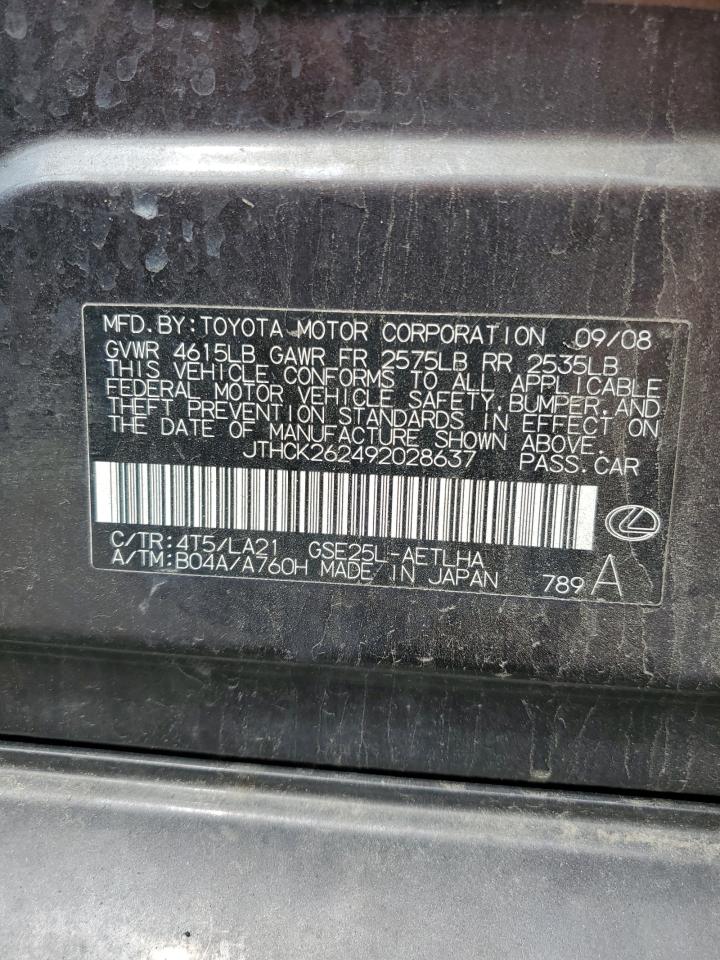 MFD.BY:TOYOTA MOTOR CORPORATION 09/08
GVWR 4615LB GAWR FR 2575LB RR 2535LB
THIS VEHICLE CONFORMS TO ALL APPLICABLE
FEDERAL MOTOR VEHICLE SAFETY,BUMPER,AND
THEFT PREVENTION STANDARDS IN EFFECT ON
THE DATE OF MANUFACTURE SHOWN ABOVE.
JTHCK262492028637 PASS.CAR
C/TR:4T5/LA21 GSE25L-AETLHA
A/TM:B04A/A760H MADE IN JAPAN 789 A